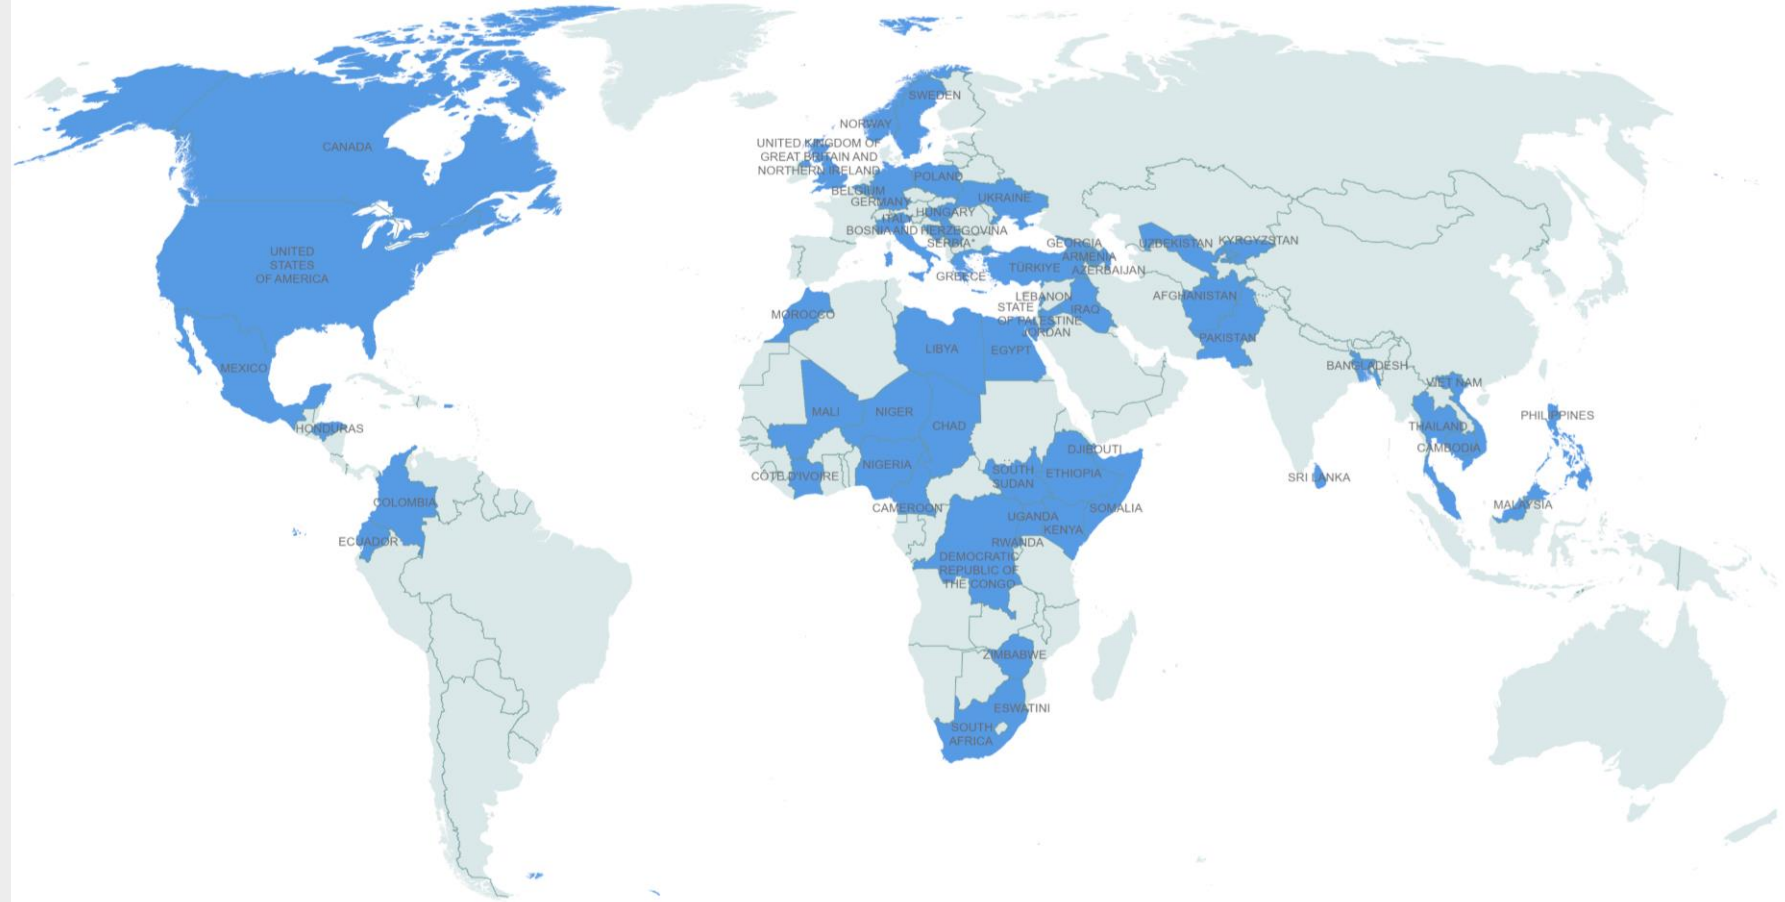 SWEDEN
NORWAY
UNITED KINGDOM OF
GREAT BRITAIN AND
NORTHERN IRELAND
CANADA
POLAND
BELGIUM
GERMANY
UKRAINE
ITALY
HUNGARY
BOSNIA AND HERZEGOVINA
SERBIA*
GEORGIA
UZBEKISTAN
KYRGYZSTAN
UNITED
STATES
OF AMERICA
ARMENIA
TÜRKIYE
AZERBAIJAN
GREECE
LEBANON
AFGHANISTAN
STATE
OF PALESTINE
IRAQ
MOROCCO
JORDAN
PAKISTAN
LIBYA
EGYPT
MEXICO
BANGLADESH
VIET NAM
MALI
NIGER
PHILIPPINES
HONDURAS
CHAD
THAILAND
DJIBOUTI
CAMBODIA
NIGERIA
CÔTE D'IVOIRE
SOUTH
SUDAN
ETHIOPIA
SRI LANKA
COLOMBIA
CAMEROON
SOMALIA
MALAYSIA
UGANDA
KENYA
ECUADOR
RWANDA
DEMOCRATIC
REPUBLIC OF
THE CONGO
ZIMBABWE
ESWATINI
SOUTH
AFRICA